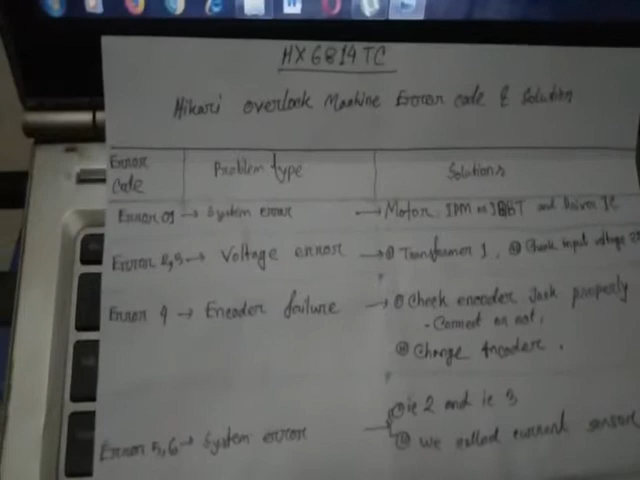 HX6814TC
Hikari overlock Machine Error code & Solution
Error Code Problem type Solutions
Error 01 → System error → Motor, IPM or IGBT and Driver IC
Error 2,3 → Voltage error → ① Transformer 1, ② Check input voltage
Error 4 → Encoder failure → ① Check encoder Jack properly
- Connect or not,
② Change Encoder.
Error 5,6 → System error ① ic 2 and ic 3
② we called current sensor